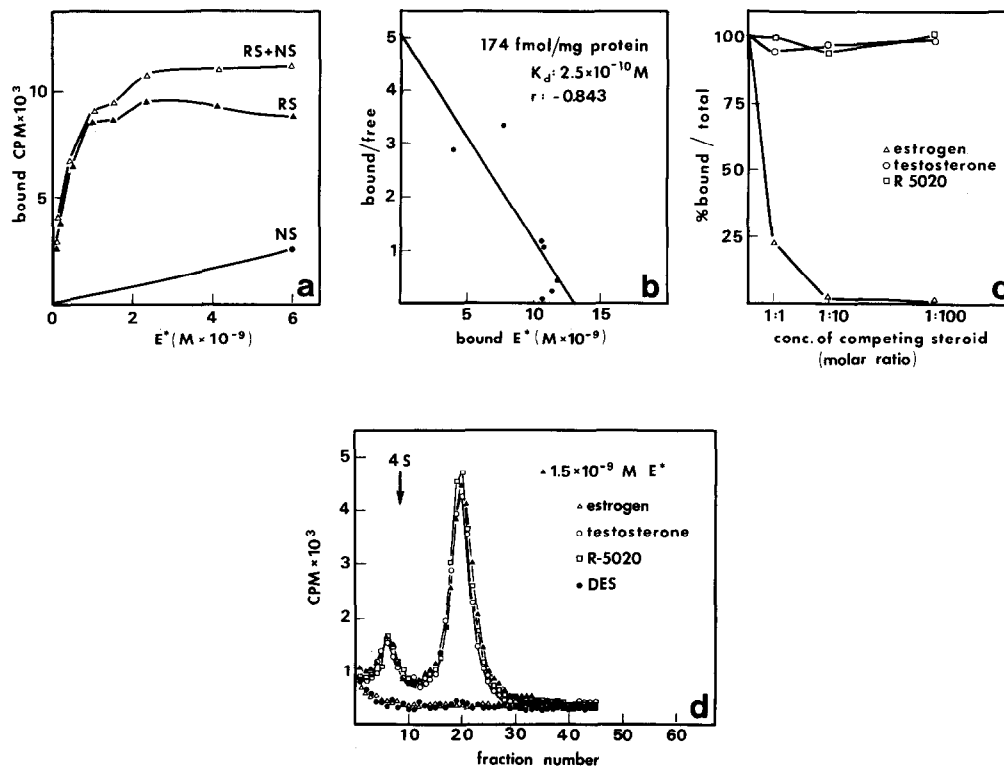 RS+NS
RS
NS
bound CPM×10³
10
5
0 2 4 6
E* (M × 10⁻⁹)
a
174 fmol/mg protein
Kd: 2.5×10⁻¹⁰M
r: -0.843
bound/free
5
4
3
2
1
5 10 15
bound E* (M×10⁻⁹)
b
% bound / total
100
75
50
25
estrogen
testosterone
R 5020
1:1 1:10 1:100
conc. of competing steroid
(molar ratio)
c
4S
1.5×10⁻⁹ M E*
estrogen
testosterone
R-5020
DES
CPM×10³
5
4
3
2
1
10 20 30 40 50 60
fraction number
d